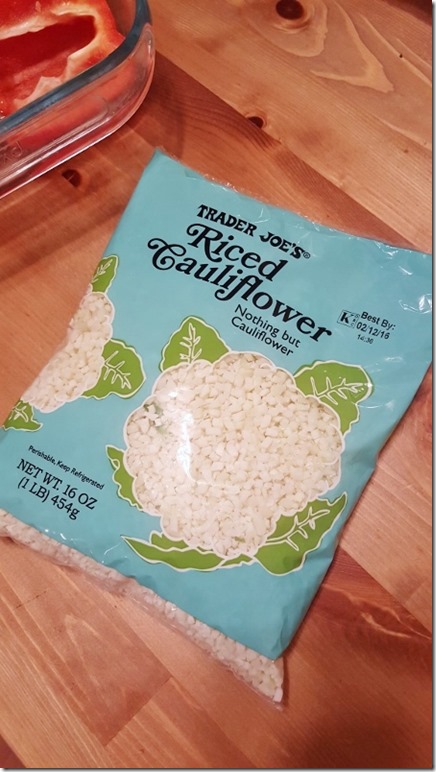 TRADER JOE'S®
Riced
Cauliflower
Nothing but
Cauliflower
K
Best By:
02/12/16
14:36
Perishable, Keep Refrigerated
NET WT. 16 OZ
(1 LB) 454g